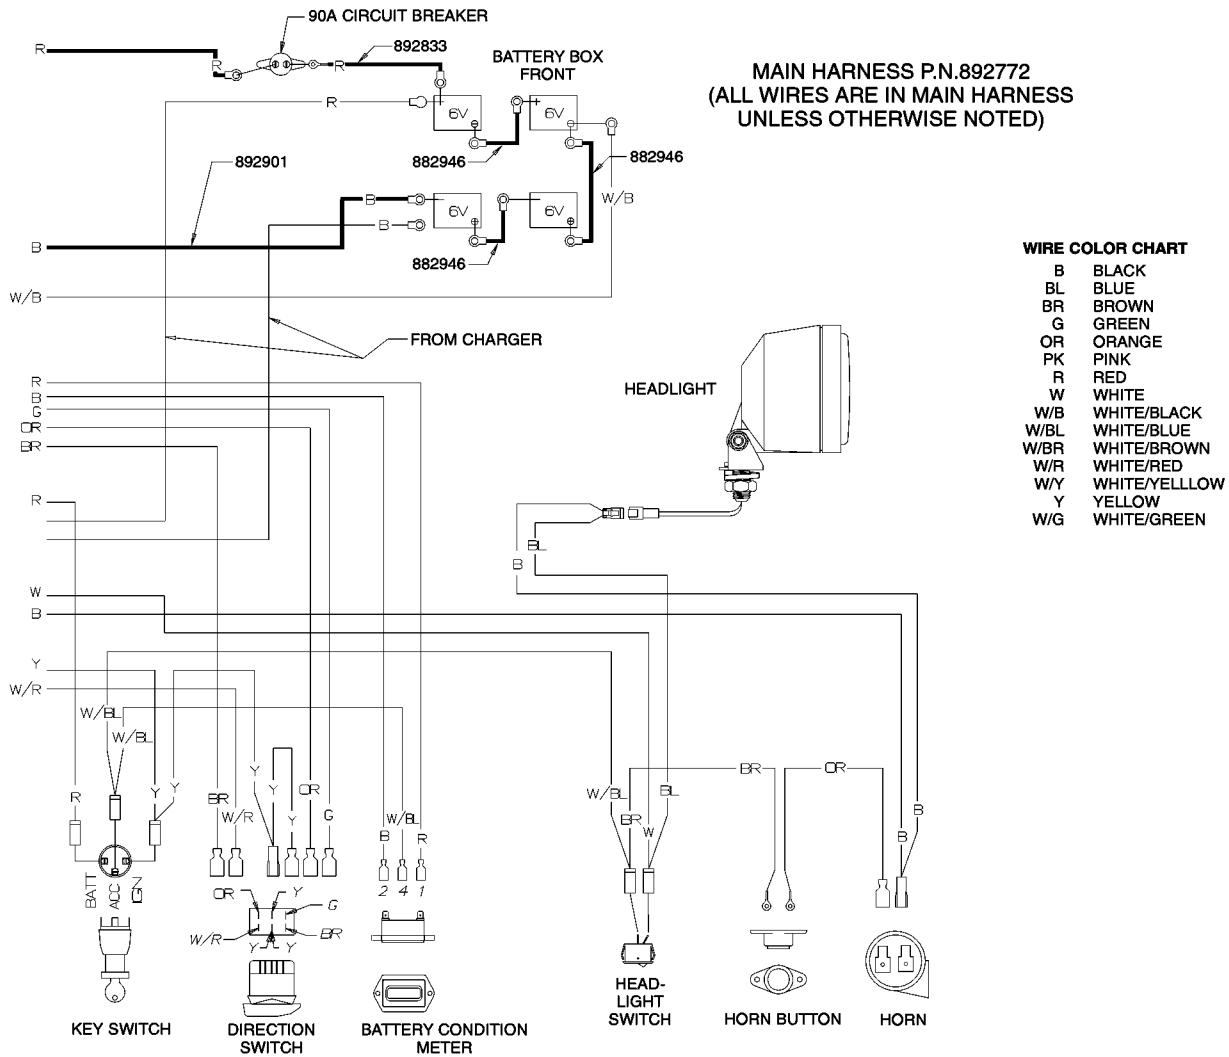 90A CIRCUIT BREAKER
R
R
R
892833
BATTERY BOX
FRONT
MAIN HARNESS P.N.892772
(ALL WIRES ARE IN MAIN HARNESS
UNLESS OTHERWISE NOTED)
R
6V
6V
892901
882946
882946
W/B
B
B
6V
6V
B
882946
W/B
FROM CHARGER
WIRE COLOR CHART
B BLACK
BL BLUE
BR BROWN
G GREEN
OR ORANGE
PK PINK
R RED
W WHITE
W/B WHITE/BLACK
W/BL WHITE/BLUE
W/BR WHITE/BROWN
W/R WHITE/RED
W/Y WHITE/YELLLOW
Y YELLOW
W/G WHITE/GREEN
HEADLIGHT
R
B
G
OR
BR
R
BL
B
W
B
Y
W/R
W/BL
W/BL
R
Y
Y
BR
W/R
Y
Y
Y
OR
G
B
W/BL
R
2 4 1
W/BL
BR
W
BL
BR
OR
B
B
BATT
ACC
IGN
OR
Y
G
W/R
Y
Y
BR
KEY SWITCH
DIRECTION
SWITCH
BATTERY CONDITION
METER
HEAD-
LIGHT
SWITCH
HORN BUTTON
HORN